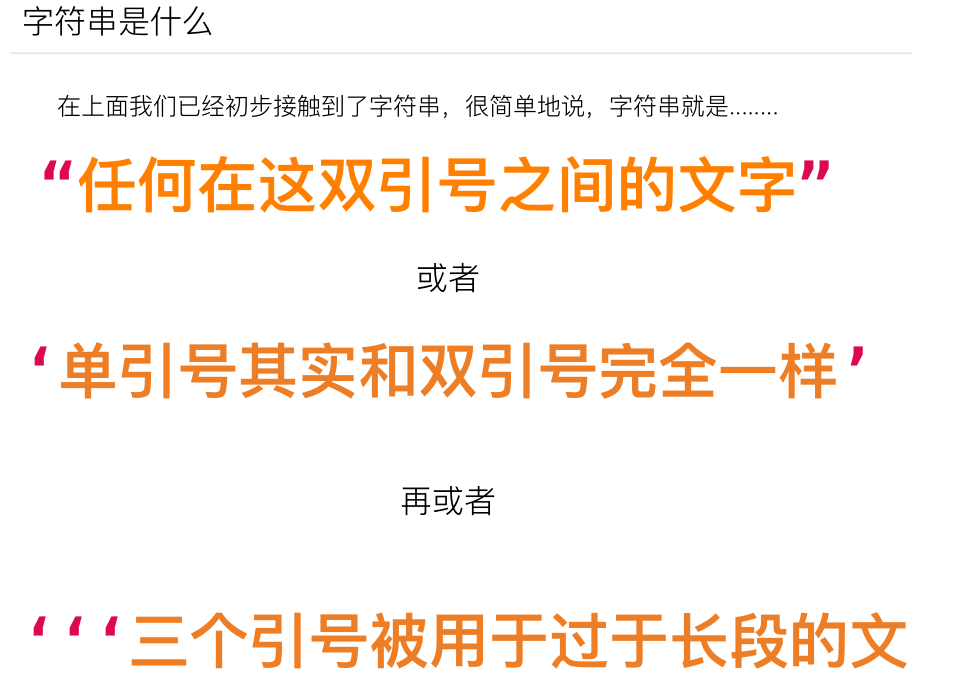 字符串是什么
在上面我们已经初步接触到了字符串，很简单地说，字符串就是........
“任何在这双引号之间的文字”
或者
‘单引号其实和双引号完全一样’
再或者
‘‘‘三个引号被用于过于长段的文